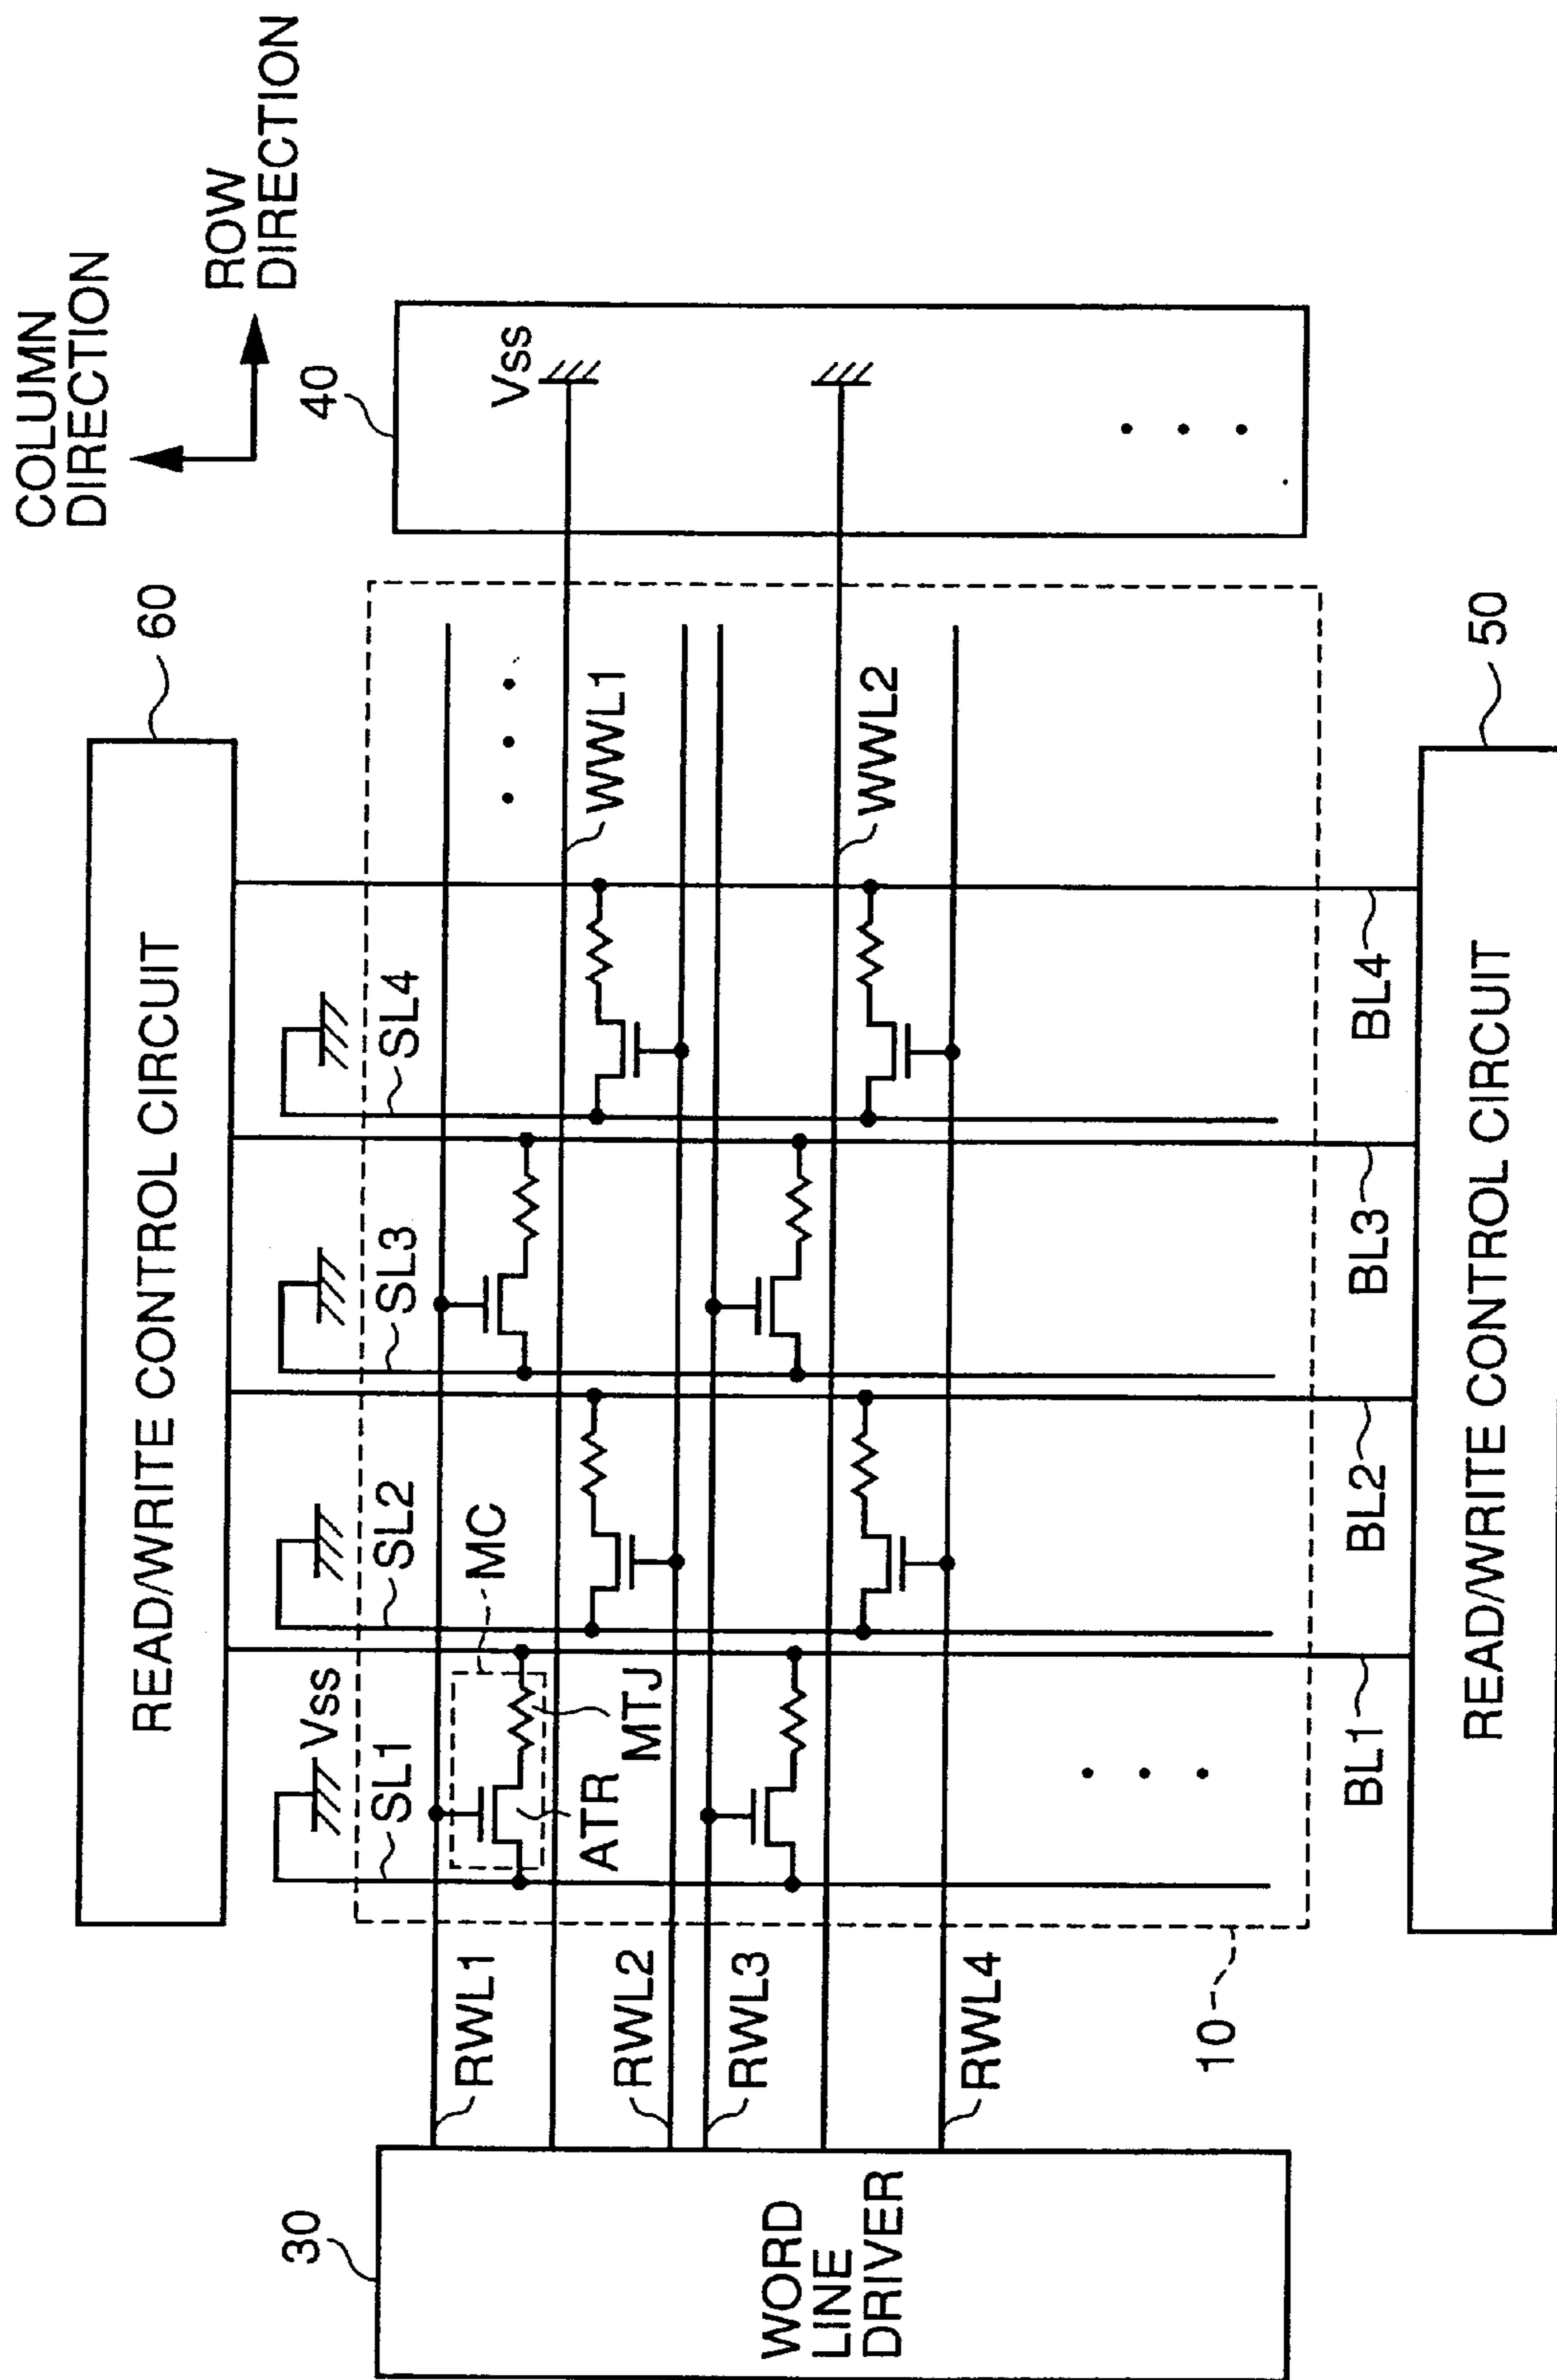 COLUMN
DIRECTION
ROW
DIRECTION
60
READ/WRITE CONTROL CIRCUIT
40
Vss
Vss
SL1
SL2
SL3
SL4
MC
MTJ
ATR
WWL1
WWL2
30
WORD
LINE
DRIVER
RWL1
RWL2
RWL3
RWL4
10
BL1
BL2
BL3
BL4
50
READ/WRITE CONTROL CIRCUIT